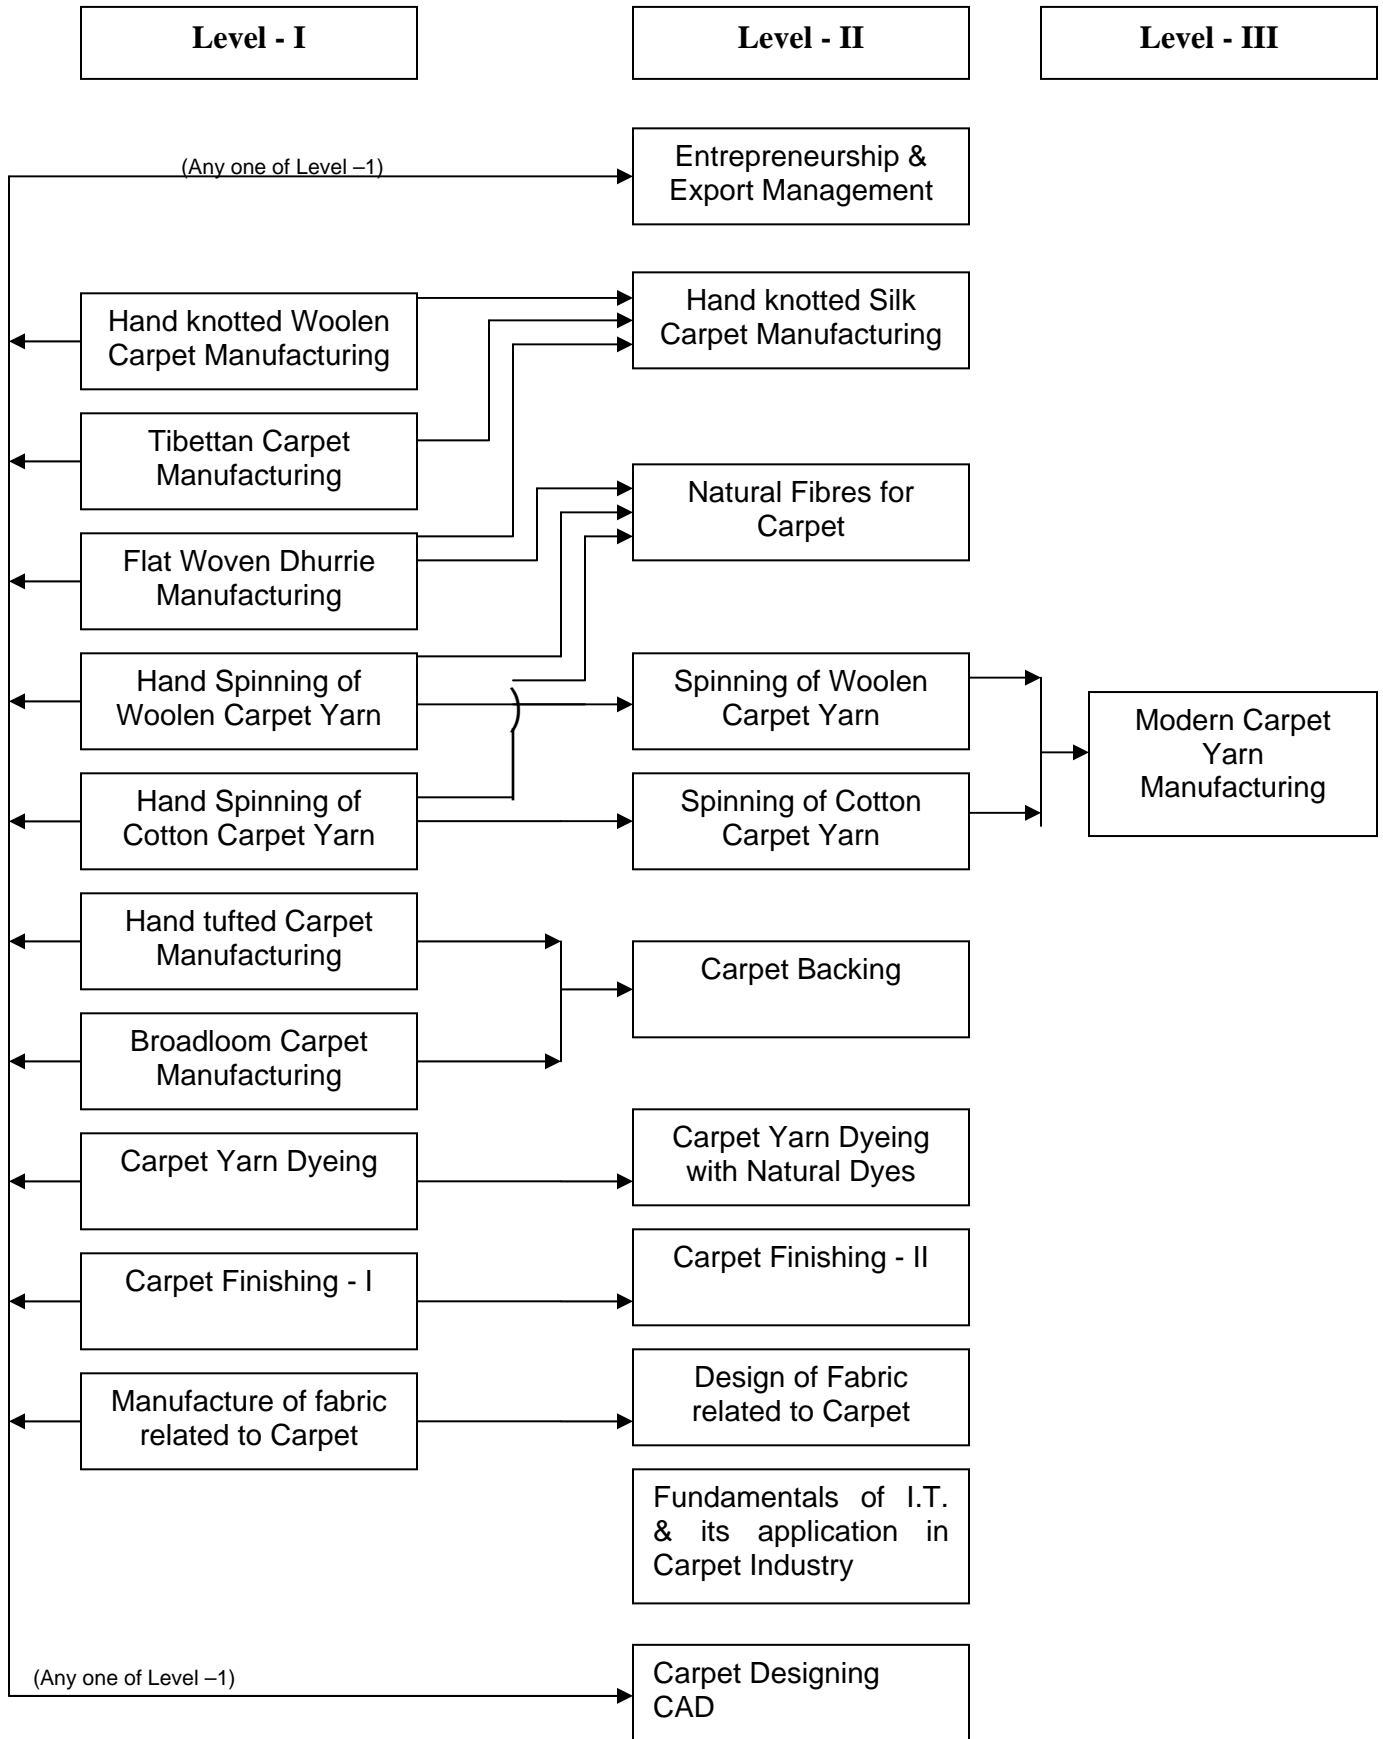 Level - I
Level - II
Level - III
(Any one of Level –1)
Entrepreneurship &
Export Management
Hand knotted Woolen
Carpet Manufacturing
Hand knotted Silk
Carpet Manufacturing
Tibettan Carpet
Manufacturing
Natural Fibres for
Carpet
Flat Woven Dhurrie
Manufacturing
Hand Spinning of
Woolen Carpet Yarn
Spinning of Woolen
Carpet Yarn
Modern Carpet
Yarn
Manufacturing
Hand Spinning of
Cotton Carpet Yarn
Spinning of Cotton
Carpet Yarn
Hand tufted Carpet
Manufacturing
Carpet Backing
Broadloom Carpet
Manufacturing
Carpet Yarn Dyeing
Carpet Yarn Dyeing
with Natural Dyes
Carpet Finishing - I
Carpet Finishing - II
Manufacture of fabric
related to Carpet
Design of Fabric
related to Carpet
Fundamentals of I.T.
& its application in
Carpet Industry
(Any one of Level –1)
Carpet Designing
CAD